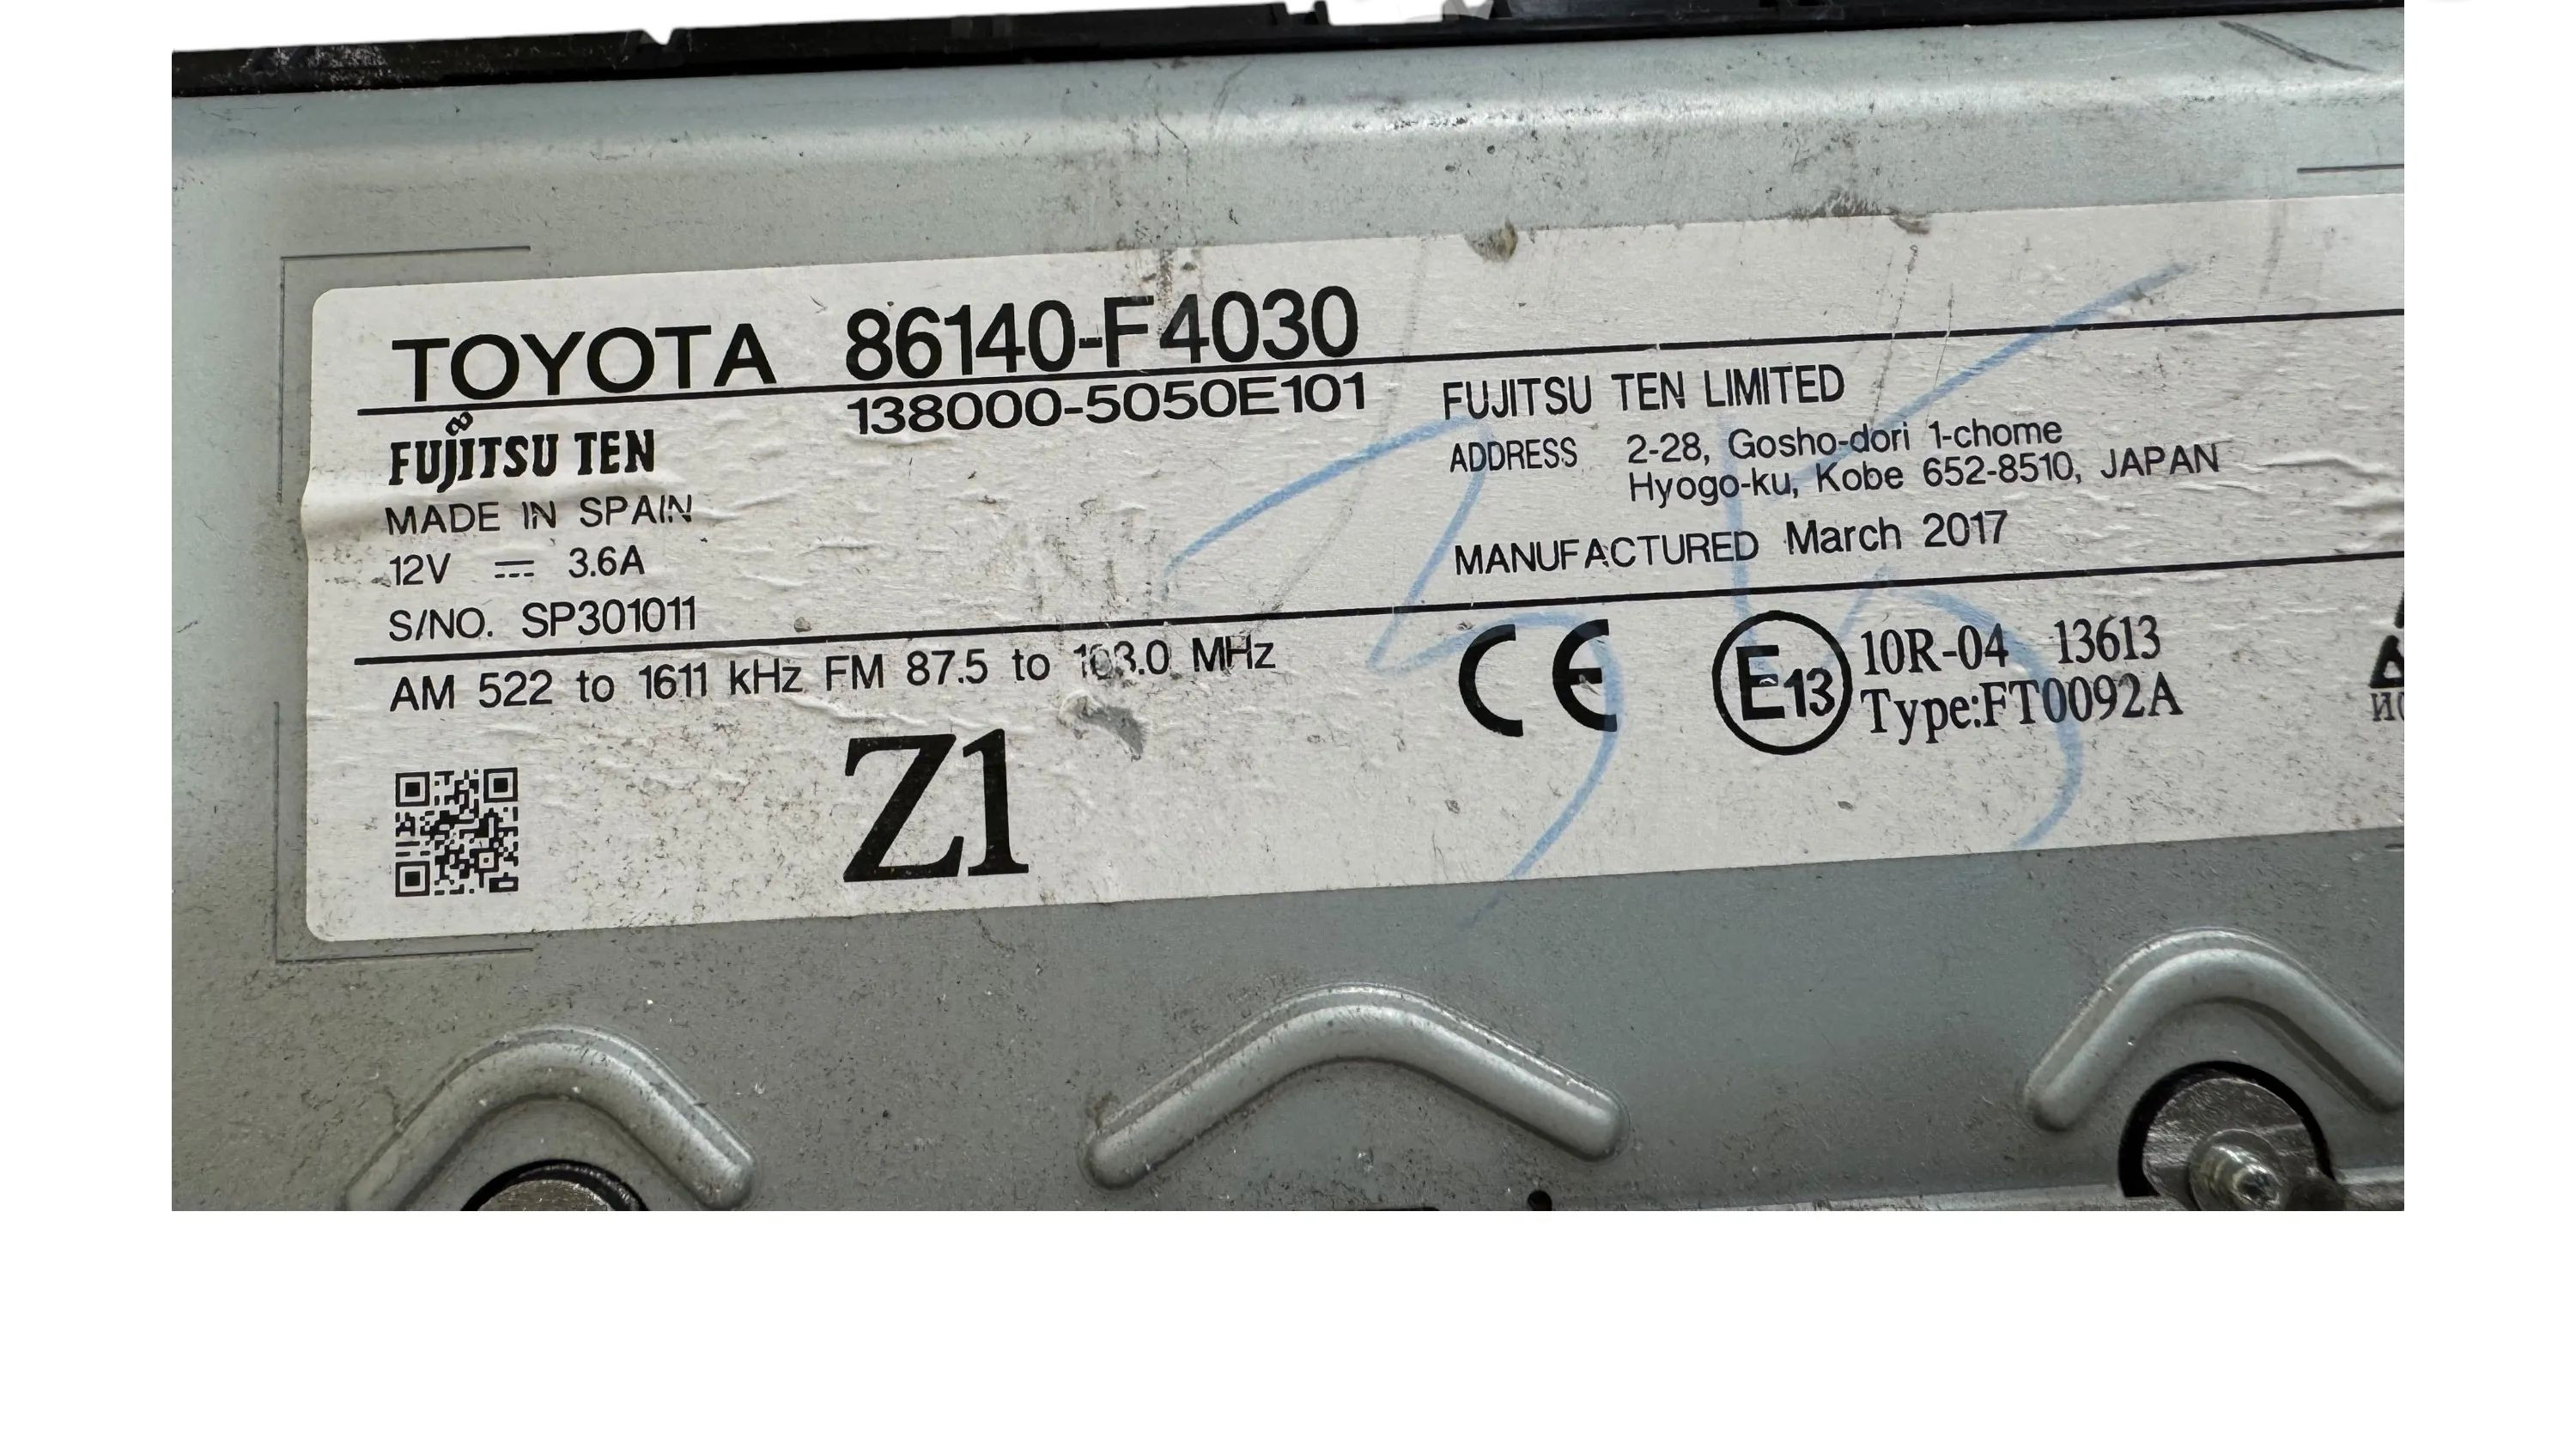 TOYOTA 86140-F4030
138000-5050E101
FUJITSU TEN
MADE IN SPAIN
12V ⎓ 3.6A
S/NO. SP301011
FUJITSU TEN LIMITED
ADDRESS 2-28, Gosho-dori 1-chome
Hyogo-ku, Kobe 652-8510, JAPAN
MANUFACTURED March 2017
AM 522 to 1611 kHz FM 87.5 to MHz
CE E13 10R-04 13613
Type:FT0092A
Z1